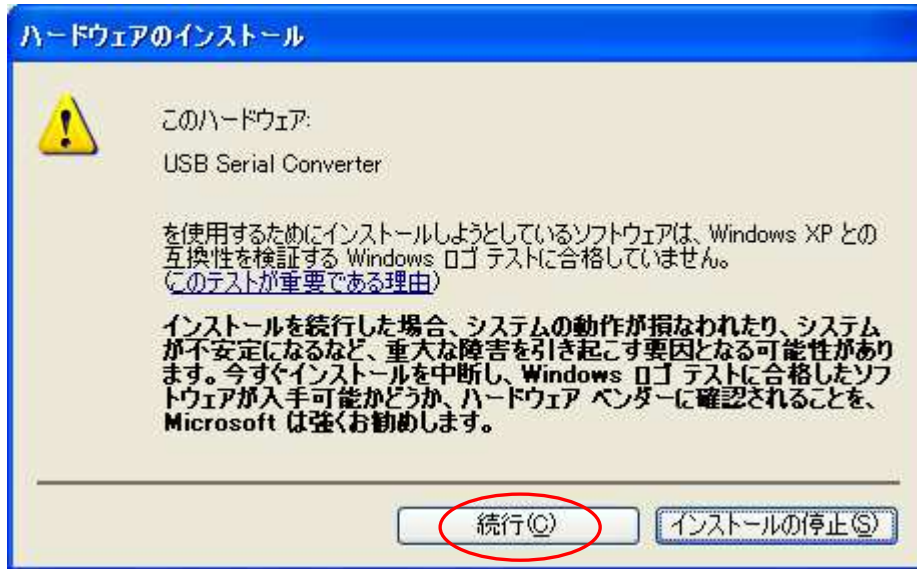 ハードウェアのインストール
このハードウェア:
USB Serial Converter
を使用するためにインストールしようとしているソフトウェアは、Windows XP との
互換性を検証する Windows ロゴ テストに合格していません。
(このテストが重要である理由)
インストールを続行した場合、システムの動作が損なわれたり、システム
が不安定になるなど、重大な障害を引き起こす要因となる可能性があり
ます。今すぐインストールを中断し、Windows ロゴ テストに合格したソフ
トウェアが入手可能かどうか、ハードウェア ベンダーに確認されることを、
Microsoft は強くお勧めします。
続行(C) インストールの停止(S)